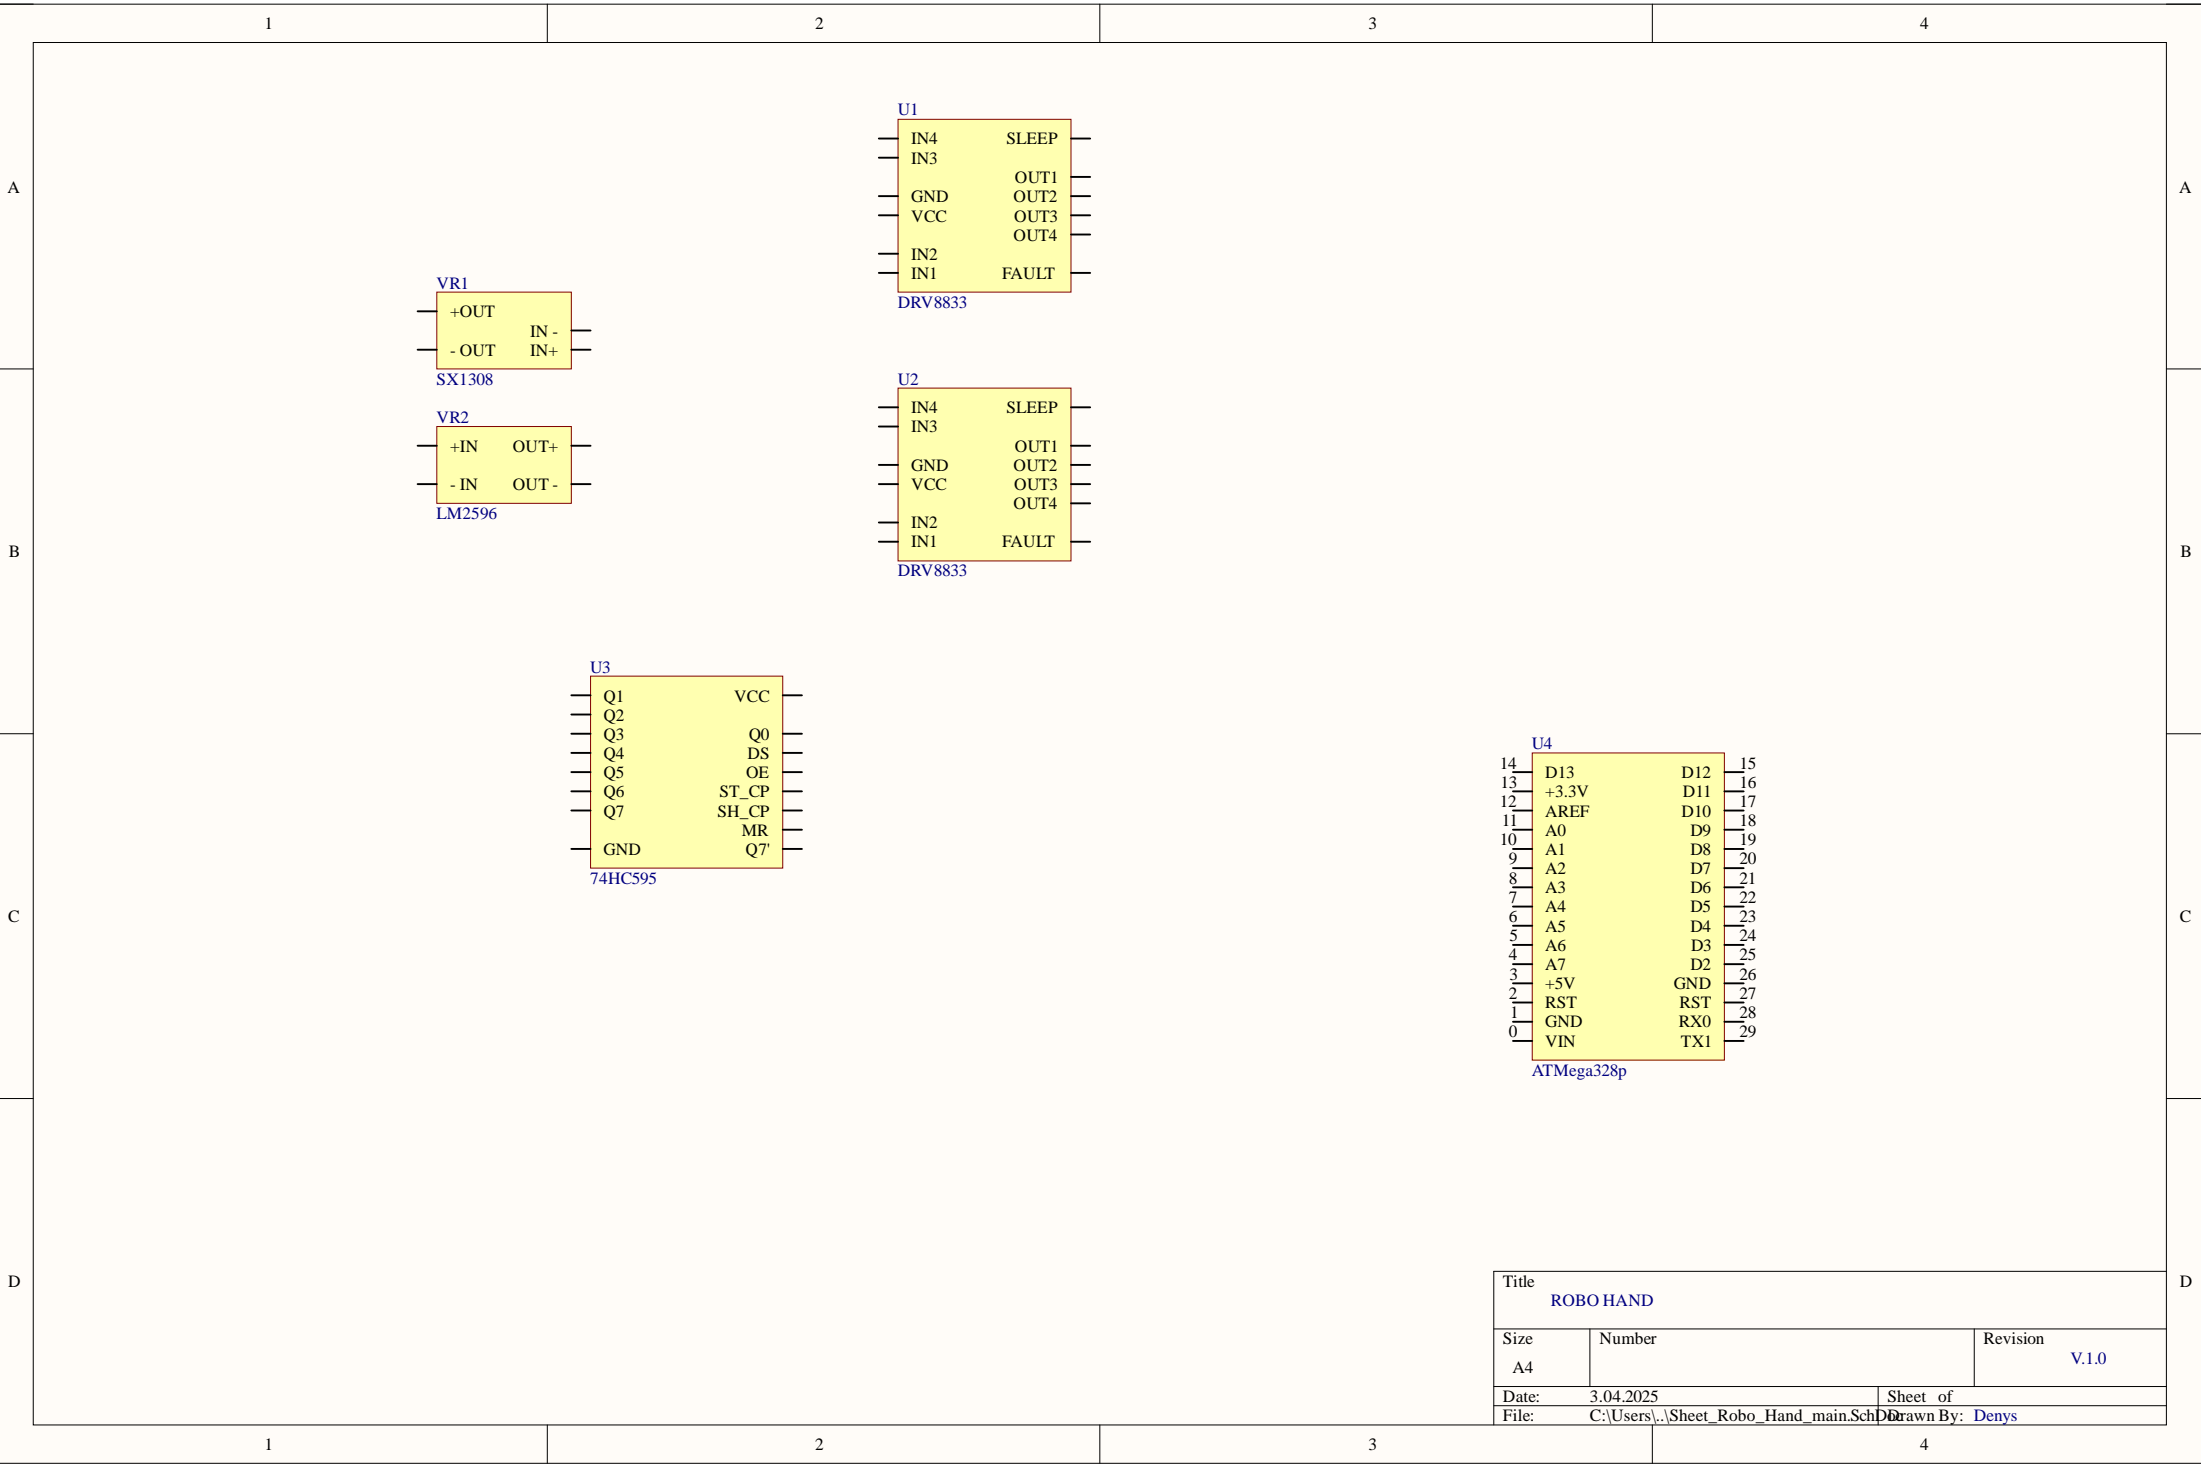 1 2 3 4
A A
U1
IN4 SLEEP
IN3
OUT1
GND OUT2
VCC OUT3
OUT4
IN2
IN1 FAULT
DRV8833
VR1
+OUT
IN -
- OUT IN+
SX1308
VR2
+IN OUT+
- IN OUT -
LM2596
U2
IN4 SLEEP
IN3
OUT1
GND OUT2
VCC OUT3
OUT4
IN2
IN1 FAULT
DRV8833
B B
U3
Q1 VCC
Q2
Q3 Q0
Q4 DS
Q5 OE
Q6 ST_CP
Q7 SH_CP
MR
GND Q7'
74HC595
C C
U4
14 D13 D12 15
13 +3.3V D11 16
12 AREF D10 17
11 A0 D9 18
10 A1 D8 19
9 A2 D7 20
8 A3 D6 21
7 A4 D5 22
6 A5 D4 23
5 A6 D3 24
4 A7 D2 25
3 +5V GND 26
2 RST RST 27
1 GND RX0 28
0 VIN TX1 29
ATMega328p
D D
Title
ROBO HAND
Size Number Revision
A4 V.1.0
Date: 3.04.2025 Sheet of
File: C:\Users\..\Sheet_Robo_Hand_main.SchDoc Drawn By: Denys
1 2 3 4